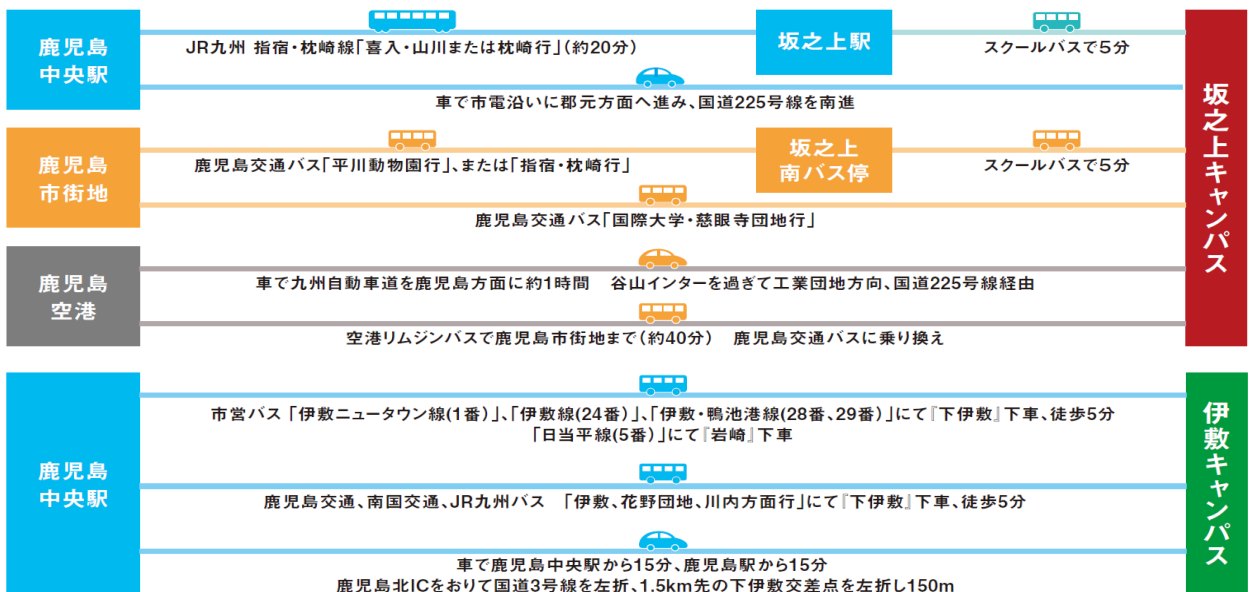 鹿児島
中央駅
JR九州 指宿・枕崎線「喜入・山川または枕崎行」(約20分)
坂之上駅
スクールバスで5分
車で市電沿いに郡元方面へ進み、国道225号線を南進
鹿児島
市街地
鹿児島交通バス「平川動物園行」、または「指宿・枕崎行」
坂之上
南バス停
スクールバスで5分
鹿児島交通バス「国際大学・慈眼寺団地行」
鹿児島
空港
車で九州自動車道を鹿児島方面に約1時間　谷山インターを過ぎて工業団地方向、国道225号線経由
空港リムジンバスで鹿児島市街地まで(約40分)　鹿児島交通バスに乗り換え
坂之上キャンパス
鹿児島
中央駅
市営バス「伊敷ニュータウン線(1番)」、「伊敷線(24番)」、「伊敷・鴨池港線(28番、29番)」にて『下伊敷』下車、徒歩5分
「日当平線(5番)」にて『岩崎』下車
鹿児島交通、南国交通、JR九州バス　「伊敷、花野団地、川内方面行」にて『下伊敷』下車、徒歩5分
車で鹿児島中央駅から15分、鹿児島駅から15分
鹿児島北ICをおりて国道3号線を左折、1.5km先の下伊敷交差点を左折し150m
伊敷キャンパス